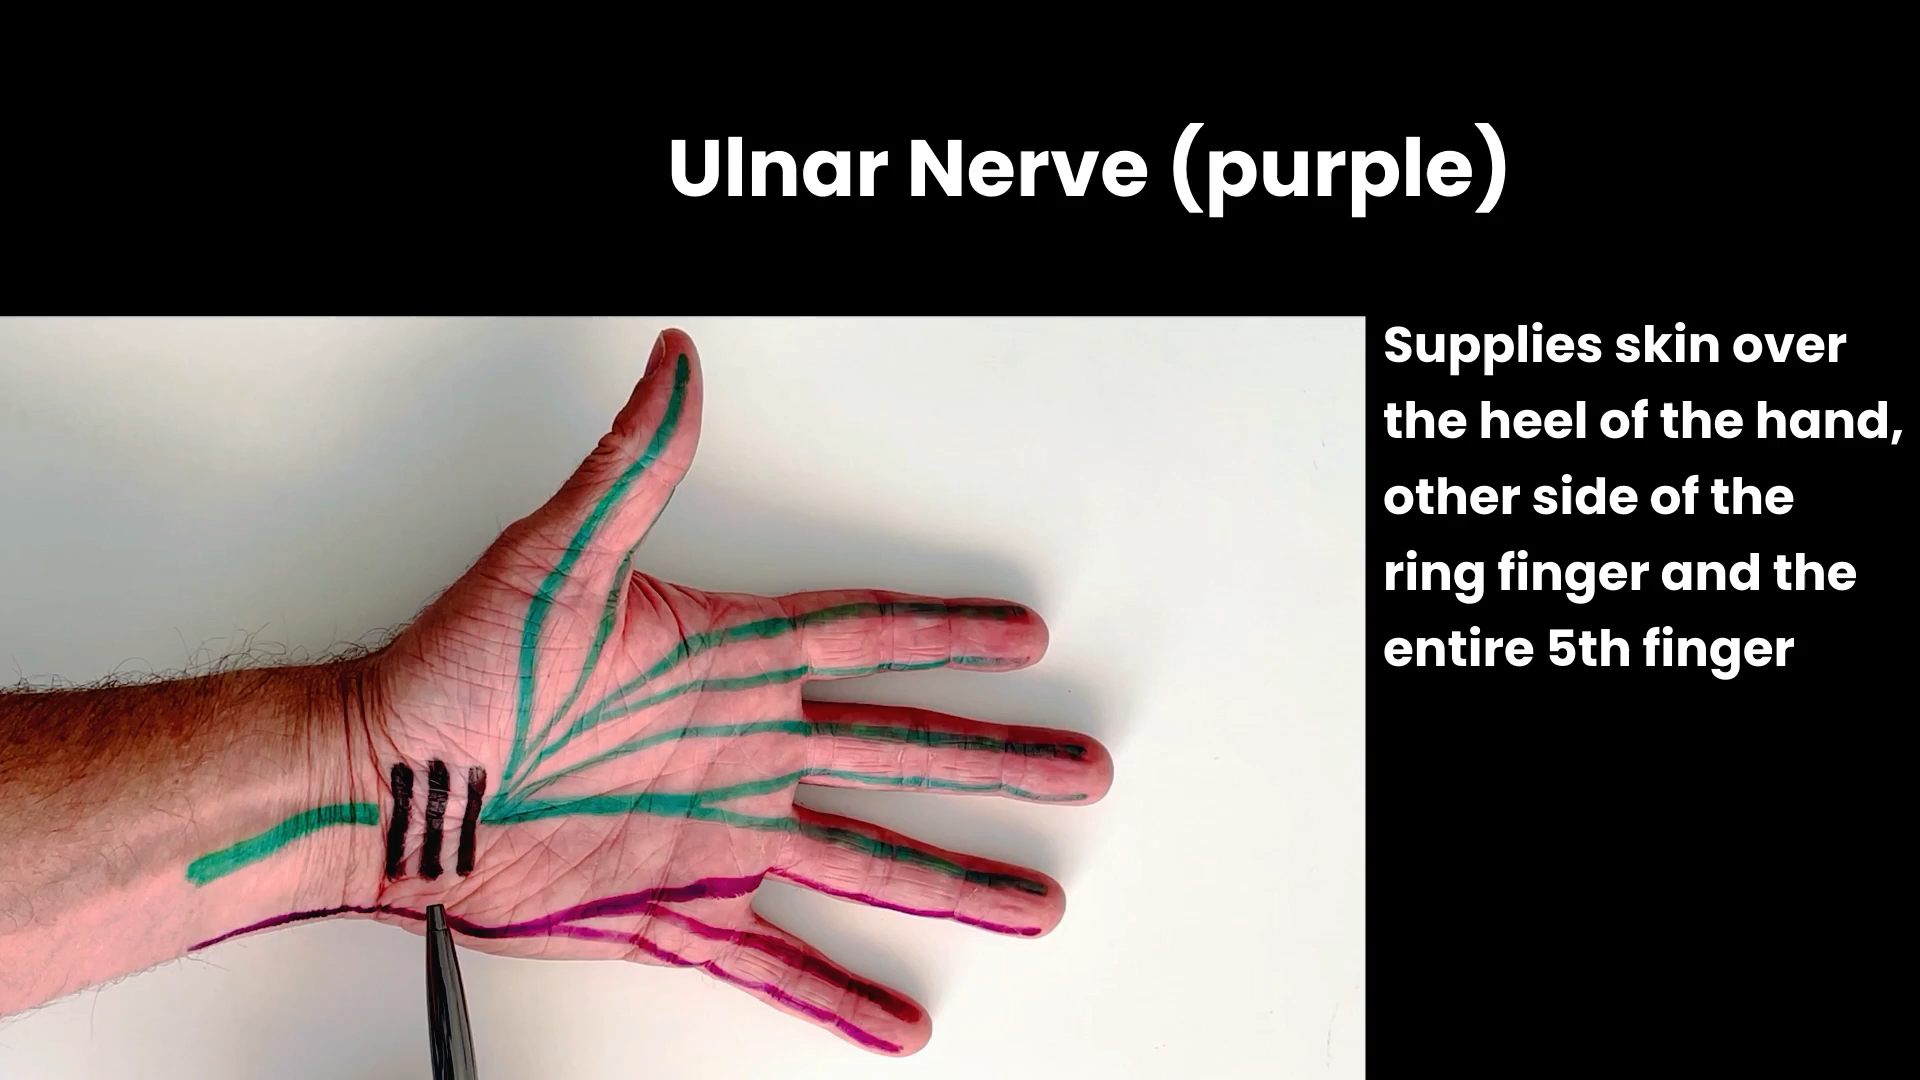 Ulnar Nerve (purple)
Supplies skin over
the heel of the hand,
other side of the
ring finger and the
entire 5th finger